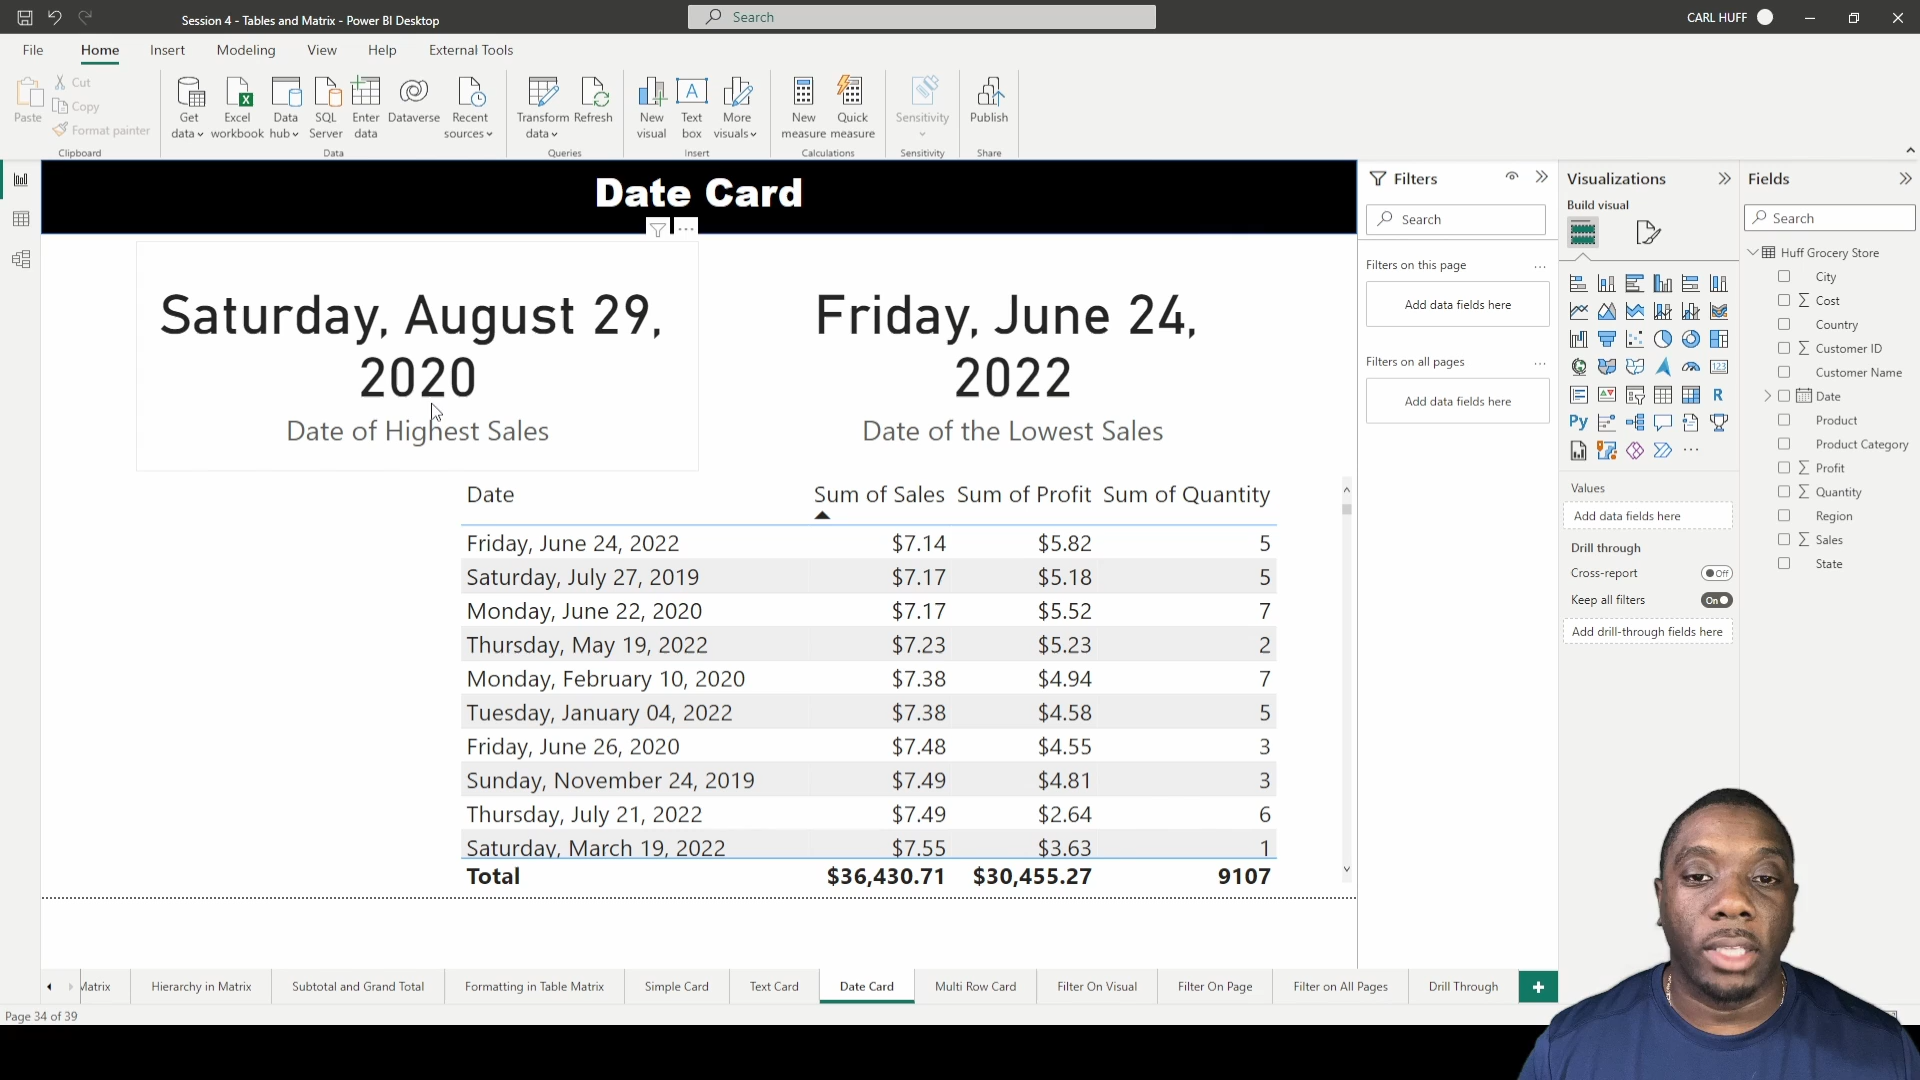 Session 4 - Tables and Matrix - Power BI Desktop
Search
CARL HUFF
File Home Insert Modeling View Help External Tools
Paste
Cut
Copy
Format painter
Clipboard
Get data
Excel workbook
Data hub
SQL Server
Enter data
Dataverse
Recent sources
Data
Transform data
Refresh
Queries
New visual
Text box
More visuals
Insert
New measure
Quick measure
Calculations
Sensitivity
Sensitivity
Publish
Share
Date Card
Saturday, August 29,
2020
Date of Highest Sales
Friday, June 24,
2022
Date of the Lowest Sales
Date Sum of Sales Sum of Profit Sum of Quantity
Friday, June 24, 2022 $7.14 $5.82 5
Saturday, July 27, 2019 $7.17 $5.18 5
Monday, June 22, 2020 $7.17 $5.52 7
Thursday, May 19, 2022 $7.23 $5.23 2
Monday, February 10, 2020 $7.38 $4.94 7
Tuesday, January 04, 2022 $7.38 $4.58 5
Friday, June 26, 2020 $7.48 $4.55 3
Sunday, November 24, 2019 $7.49 $4.81 3
Thursday, July 21, 2022 $7.49 $2.64 6
Saturday, March 19, 2022 $7.55 $3.63 1
Total $36,430.71 $30,455.27 9107
Filters
Search
Filters on this page
Add data fields here
Filters on all pages
Add data fields here
Visualizations
Build visual
123
R
Py
Values
Add data fields here
Drill through
Cross-report Off
Keep all filters On
Add drill-through fields here
Fields
Search
Huff Grocery Store
City
Σ Cost
Country
Σ Customer ID
Customer Name
Date
Product
Product Category
Σ Profit
Σ Quantity
Region
Σ Sales
State
Matrix Hierarchy in Matrix Subtotal and Grand Total Formatting in Table Matrix Simple Card Text Card Date Card Multi Row Card Filter On Visual Filter On Page Filter on All Pages Drill Through +
Page 34 of 39